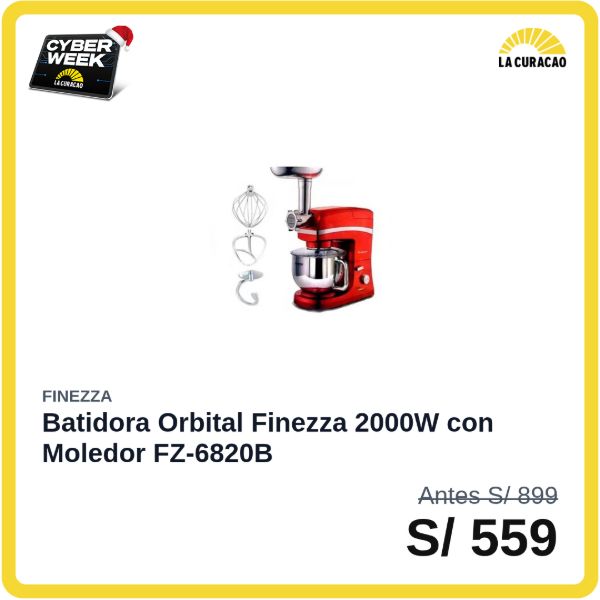 CYBER
WEEK
LA CURACAO
LA CURACAO
FINEZZA
Batidora Orbital Finezza 2000W con
Moledor FZ-6820B
Antes S/ 899
S/ 559